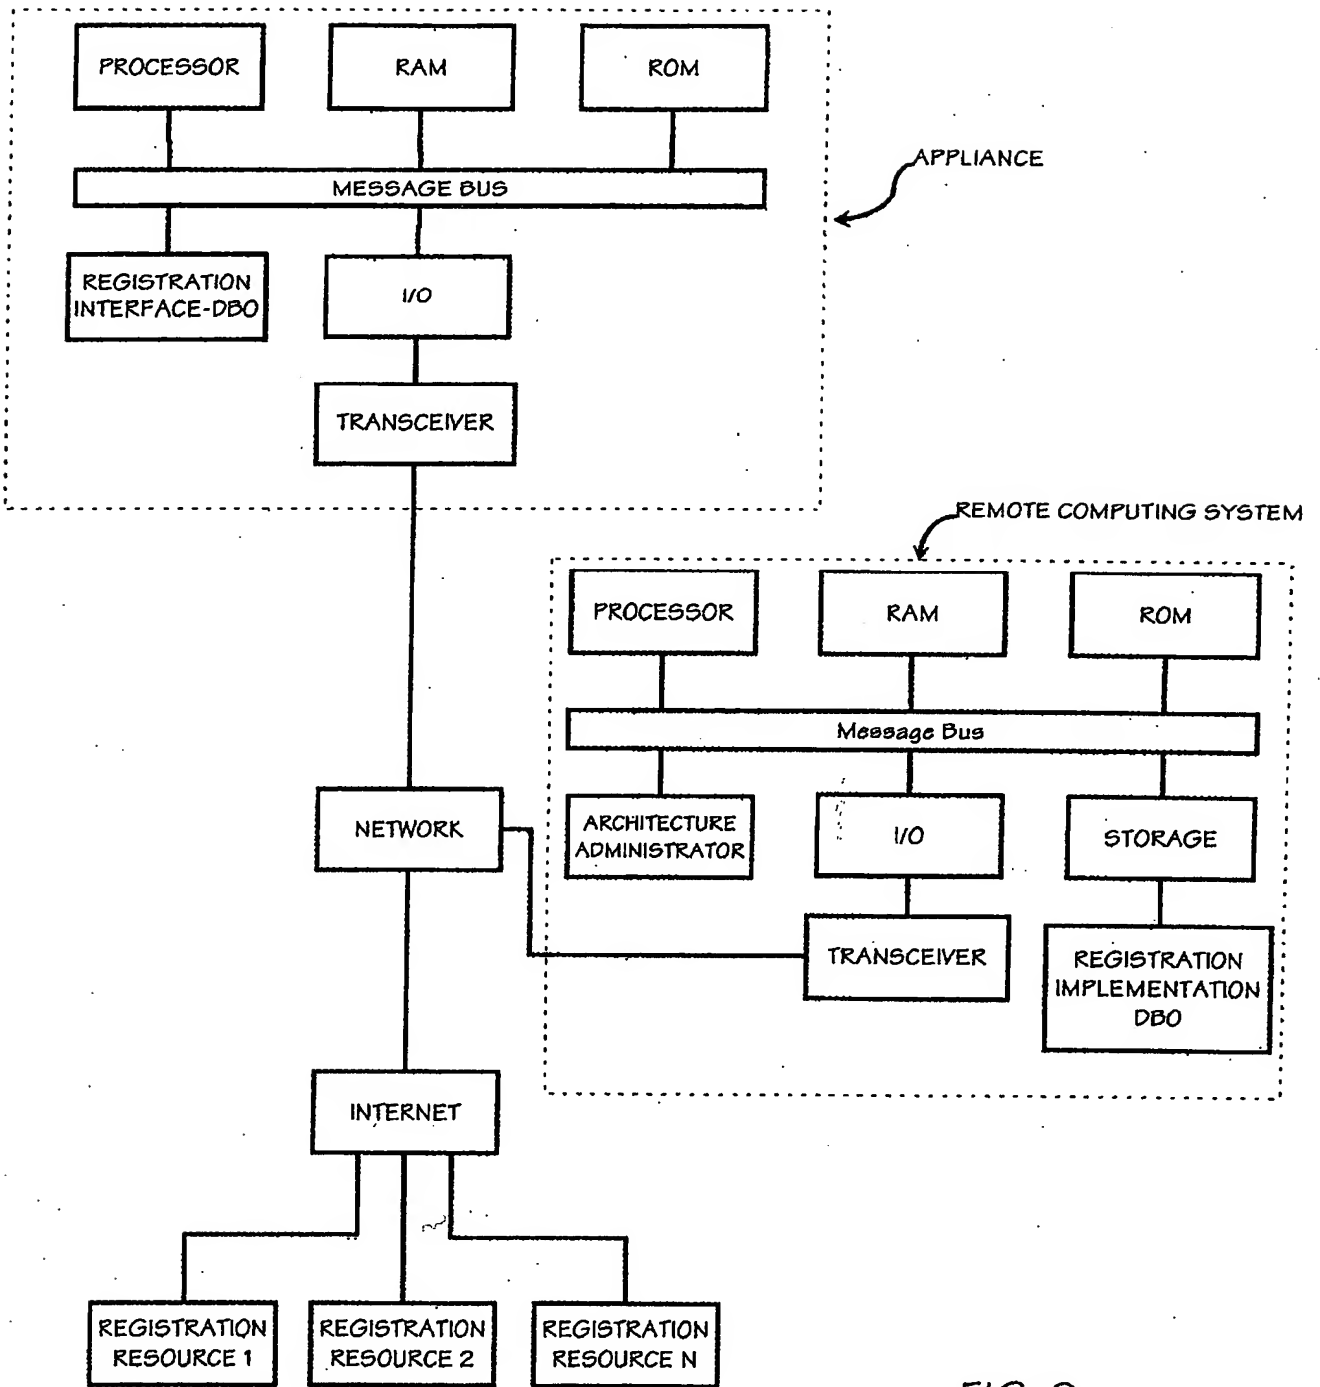 PROCESSOR
RAM
ROM
MESSAGE BUS
APPLIANCE
REGISTRATION
INTERFACE-DBO
I/O
TRANSCEIVER
REMOTE COMPUTING SYSTEM
PROCESSOR
RAM
ROM
Message Bus
NETWORK
ARCHITECTURE
ADMINISTRATOR
I/O
STORAGE
TRANSCEIVER
REGISTRATION
IMPLEMENTATION
DBO
INTERNET
REGISTRATION
RESOURCE 1
REGISTRATION
RESOURCE 2
REGISTRATION
RESOURCE N